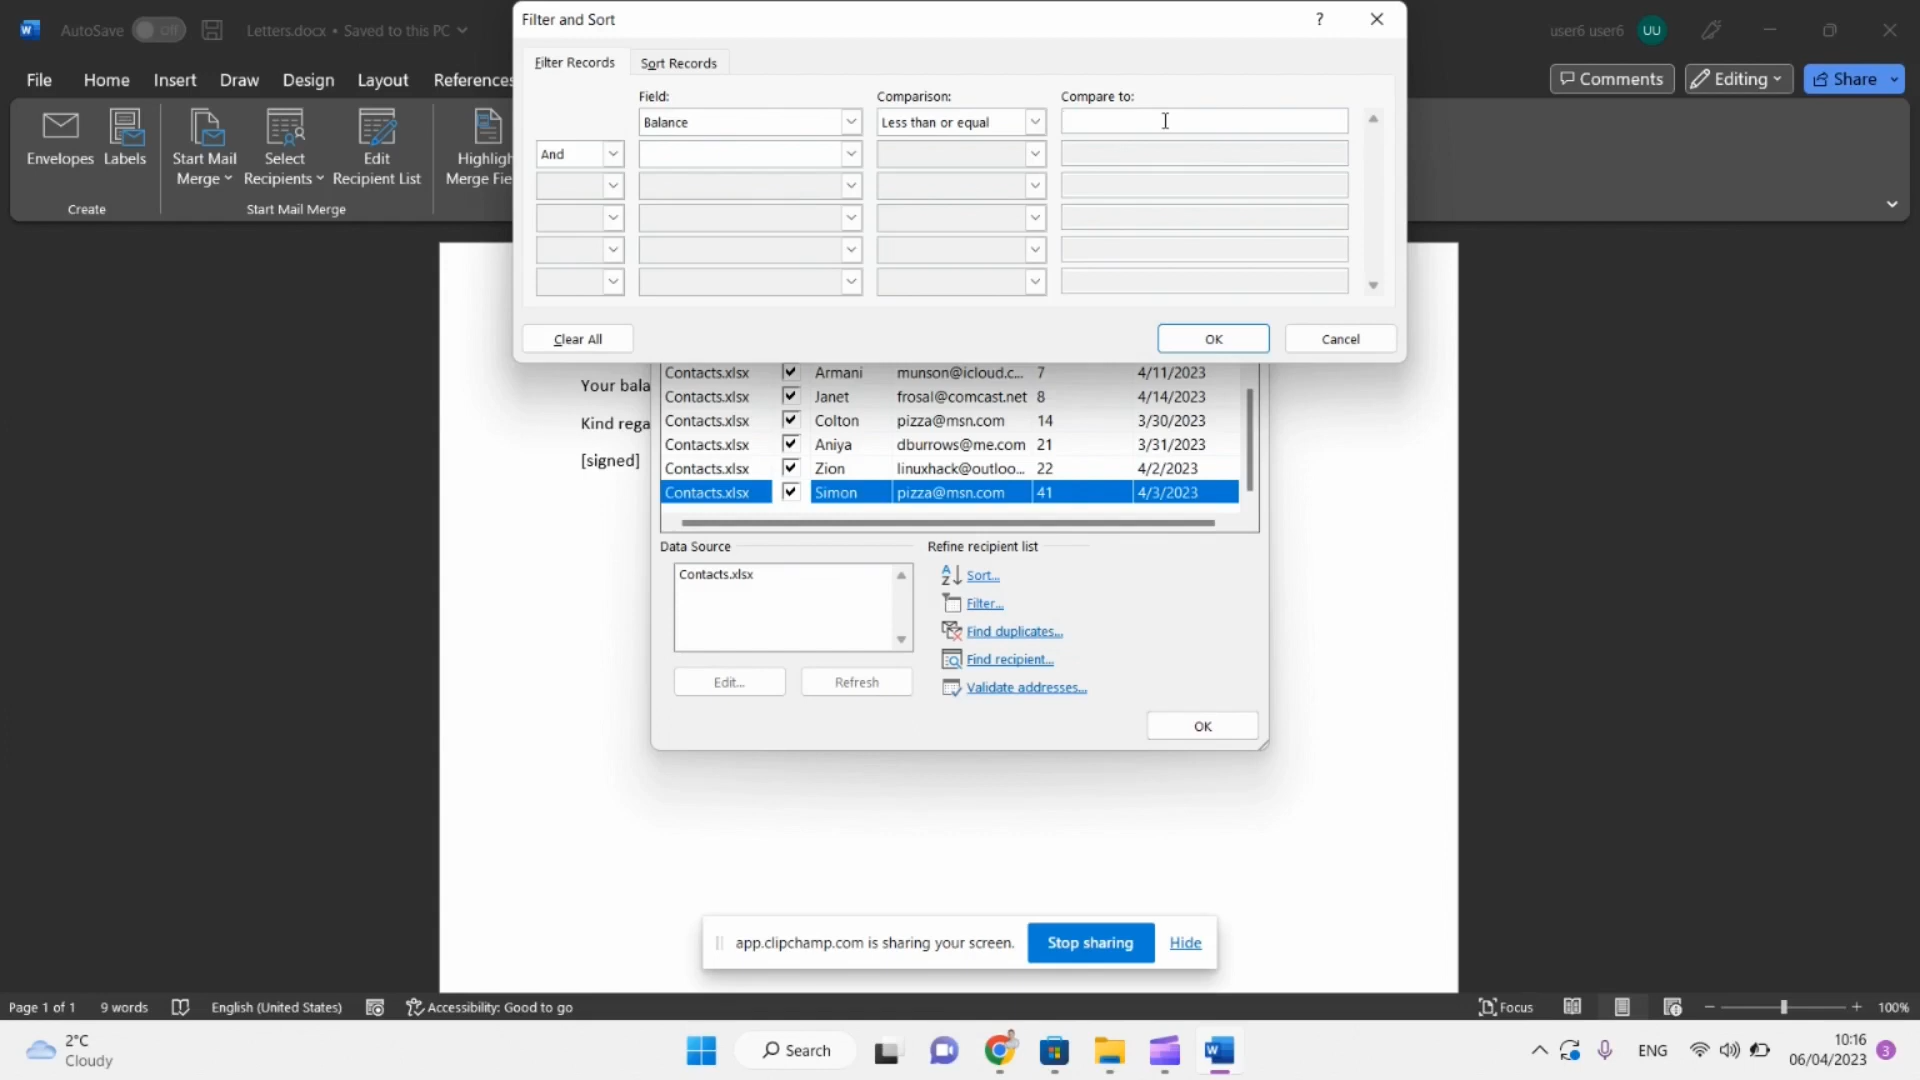 Filter and Sort
AutoSave Off Letters.docx • Saved to this PC user6 user6 UU
Filter Records Sort Records
File Home Insert Draw Design Layout References Comments Editing Share
Field: Comparison: Compare to:
Balance Less than or equal
And
Envelopes Labels Start Mail Merge Select Recipients Edit Recipient List Highligh Merge Fie
Create Start Mail Merge
Clear All OK Cancel
Contacts.xlsx Armani munson@icloud.c... 7 4/11/2023
Your bala
Contacts.xlsx Janet frosal@comcast.net 8 4/14/2023
Kind rega
Contacts.xlsx Colton pizza@msn.com 14 3/30/2023
Contacts.xlsx Aniya dburrows@me.com 21 3/31/2023
[signed]
Contacts.xlsx Zion linuxhack@outloo... 22 4/2/2023
Contacts.xlsx Simon pizza@msn.com 41 4/3/2023
Data Source Refine recipient list
Contacts.xlsx
Sort...
Filter...
Find duplicates...
Find recipient...
Edit... Refresh
Validate addresses...
OK
app.clipchamp.com is sharing your screen. Stop sharing Hide
Page 1 of 1 9 words English (United States) Accessibility: Good to go Focus 100%
2°C
Cloudy
Search
ENG
10:16
06/04/2023 3